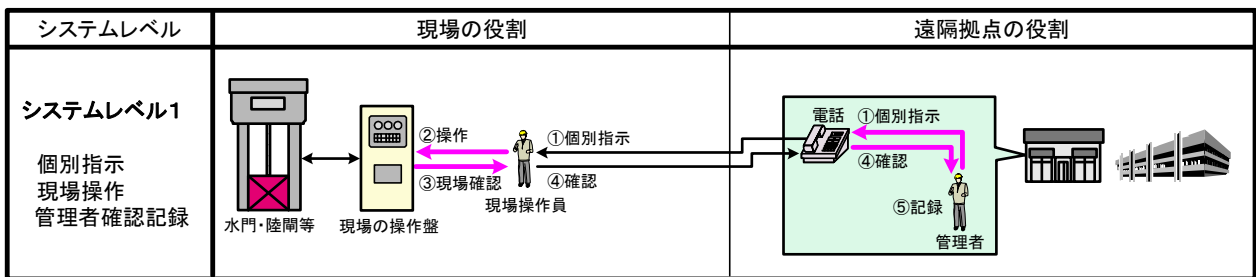 システムレベル
現場の役割
遠隔拠点の役割
システムレベル1
個別指示
現場操作
管理者確認記録
水門・陸閘等
現場の操作盤
②操作
③現場確認
現場操作員
①個別指示
④確認
電話
①個別指示
④確認
⑤記録
管理者